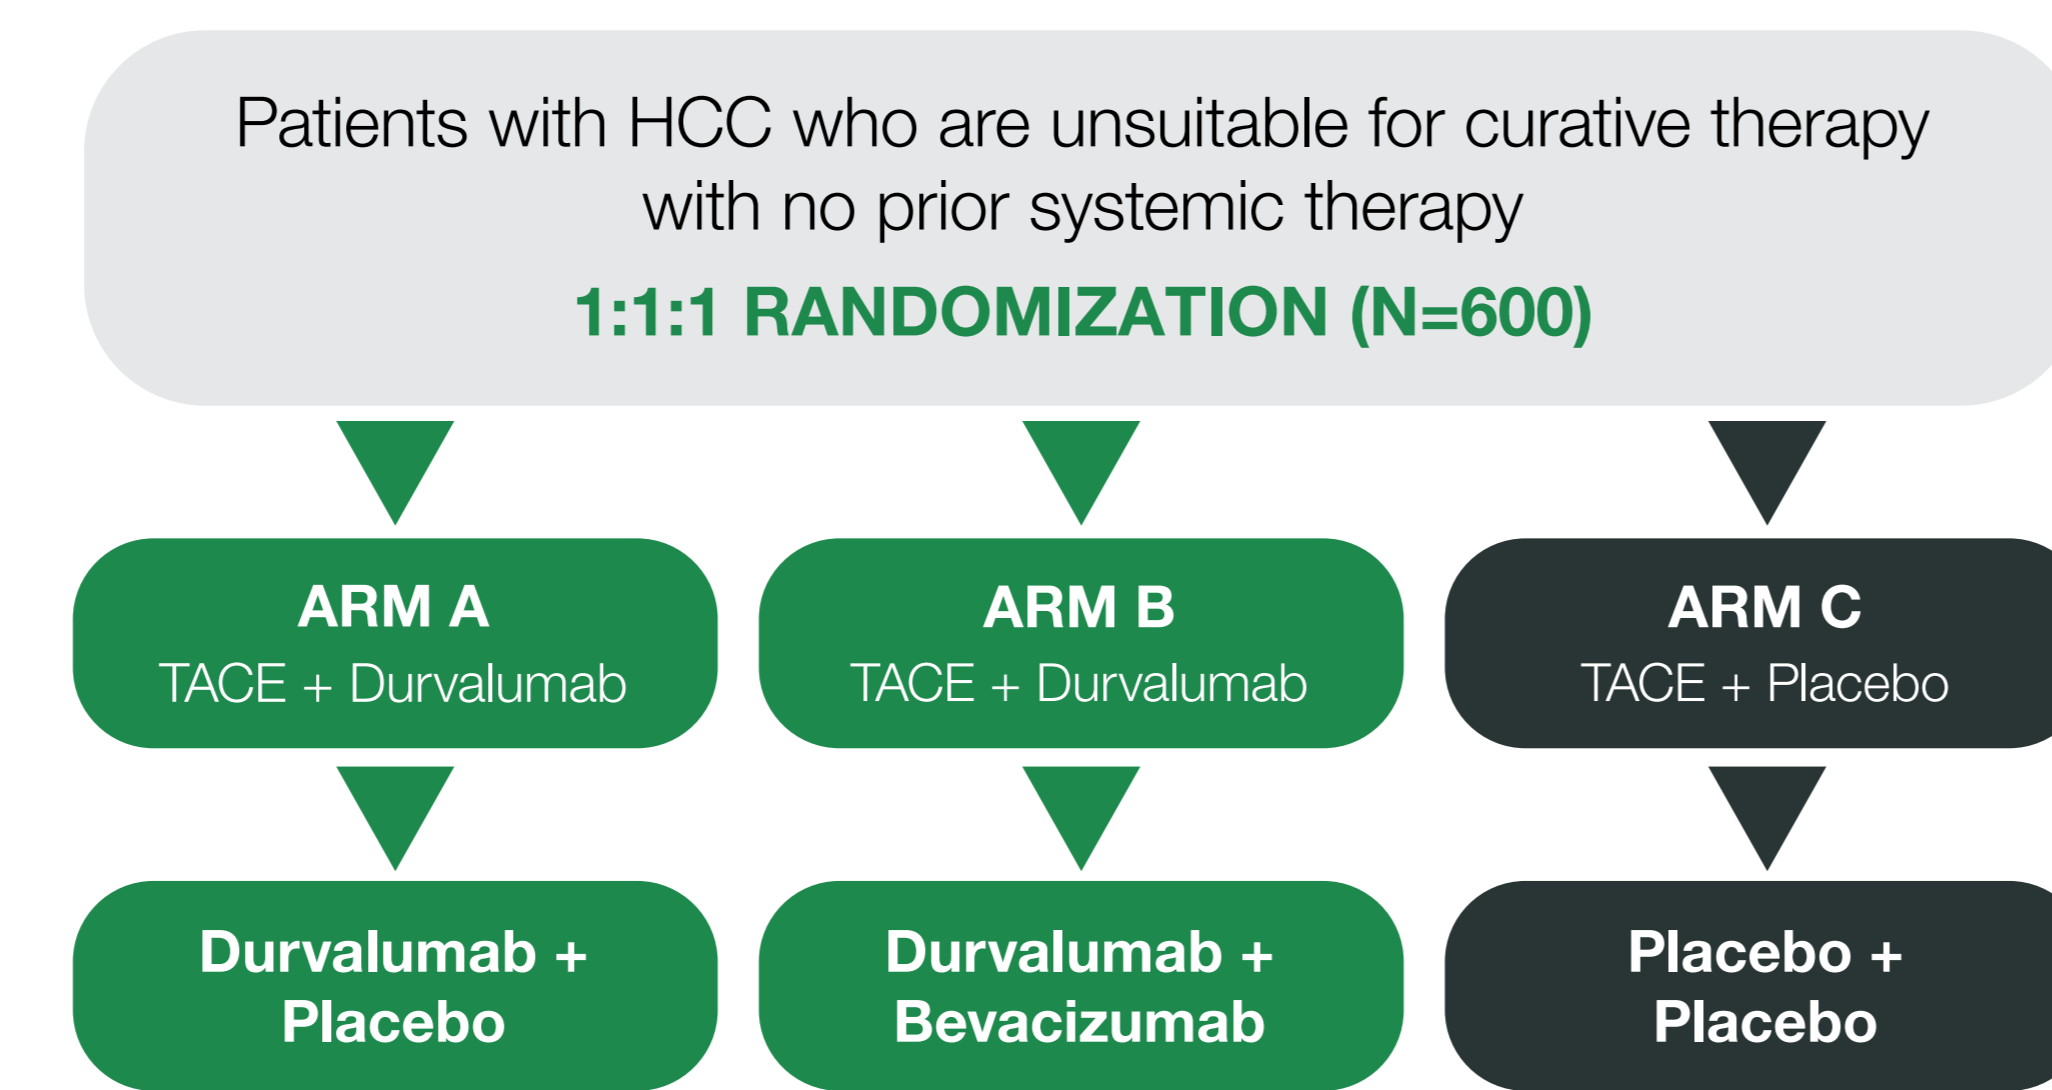 Patients with HCC who are unsuitable for curative therapy
with no prior systemic therapy
1:1:1 RANDOMIZATION (N=600)
ARM A
TACE + Durvalumab
ARM B
TACE + Durvalumab
ARM C
TACE + Placebo
Durvalumab +
Placebo
Durvalumab +
Bevacizumab
Placebo +
Placebo